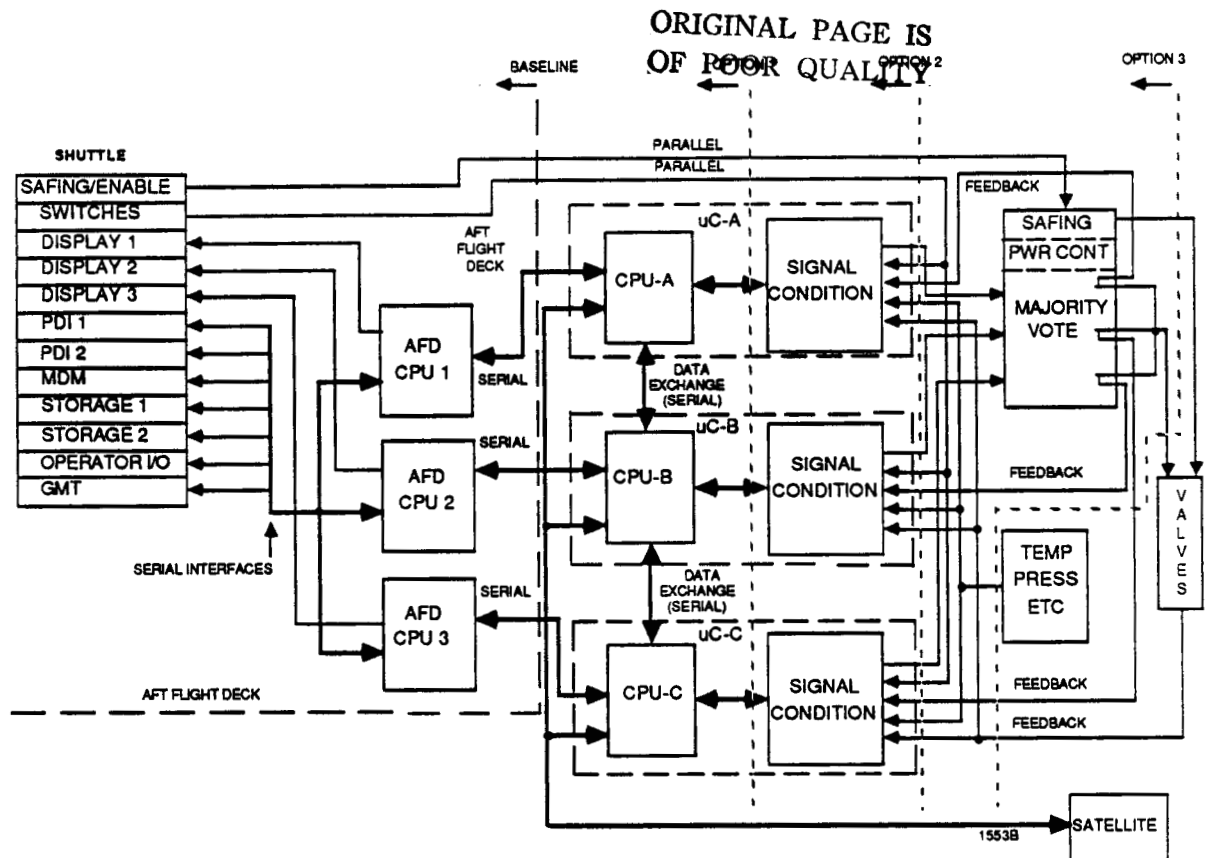 ORIGINAL PAGE IS
OF POOR QUALITY
BASELINE
OPTION 2
OPTION 3
SHUTTLE
SAFING/ENABLE
SWITCHES
DISPLAY 1
DISPLAY 2
DISPLAY 3
PDI 1
PDI 2
MDM
STORAGE 1
STORAGE 2
OPERATOR I/O
GMT
SERIAL INTERFACES
AFT FLIGHT DECK
PARALLEL
PARALLEL
AFT
FLIGHT
DECK
AFD
CPU 1
SERIAL
AFD
CPU 2
SERIAL
AFD
CPU 3
SERIAL
uC-A
CPU-A
SIGNAL
CONDITION
DATA
EXCHANGE
(SERIAL)
uC-B
CPU-B
SIGNAL
CONDITION
DATA
EXCHANGE
(SERIAL)
uC-C
CPU-C
SIGNAL
CONDITION
FEEDBACK
SAFING
PWR CONT
MAJORITY
VOTE
FEEDBACK
TEMP
PRESS
ETC
VALVES
FEEDBACK
FEEDBACK
1553B
SATELLITE